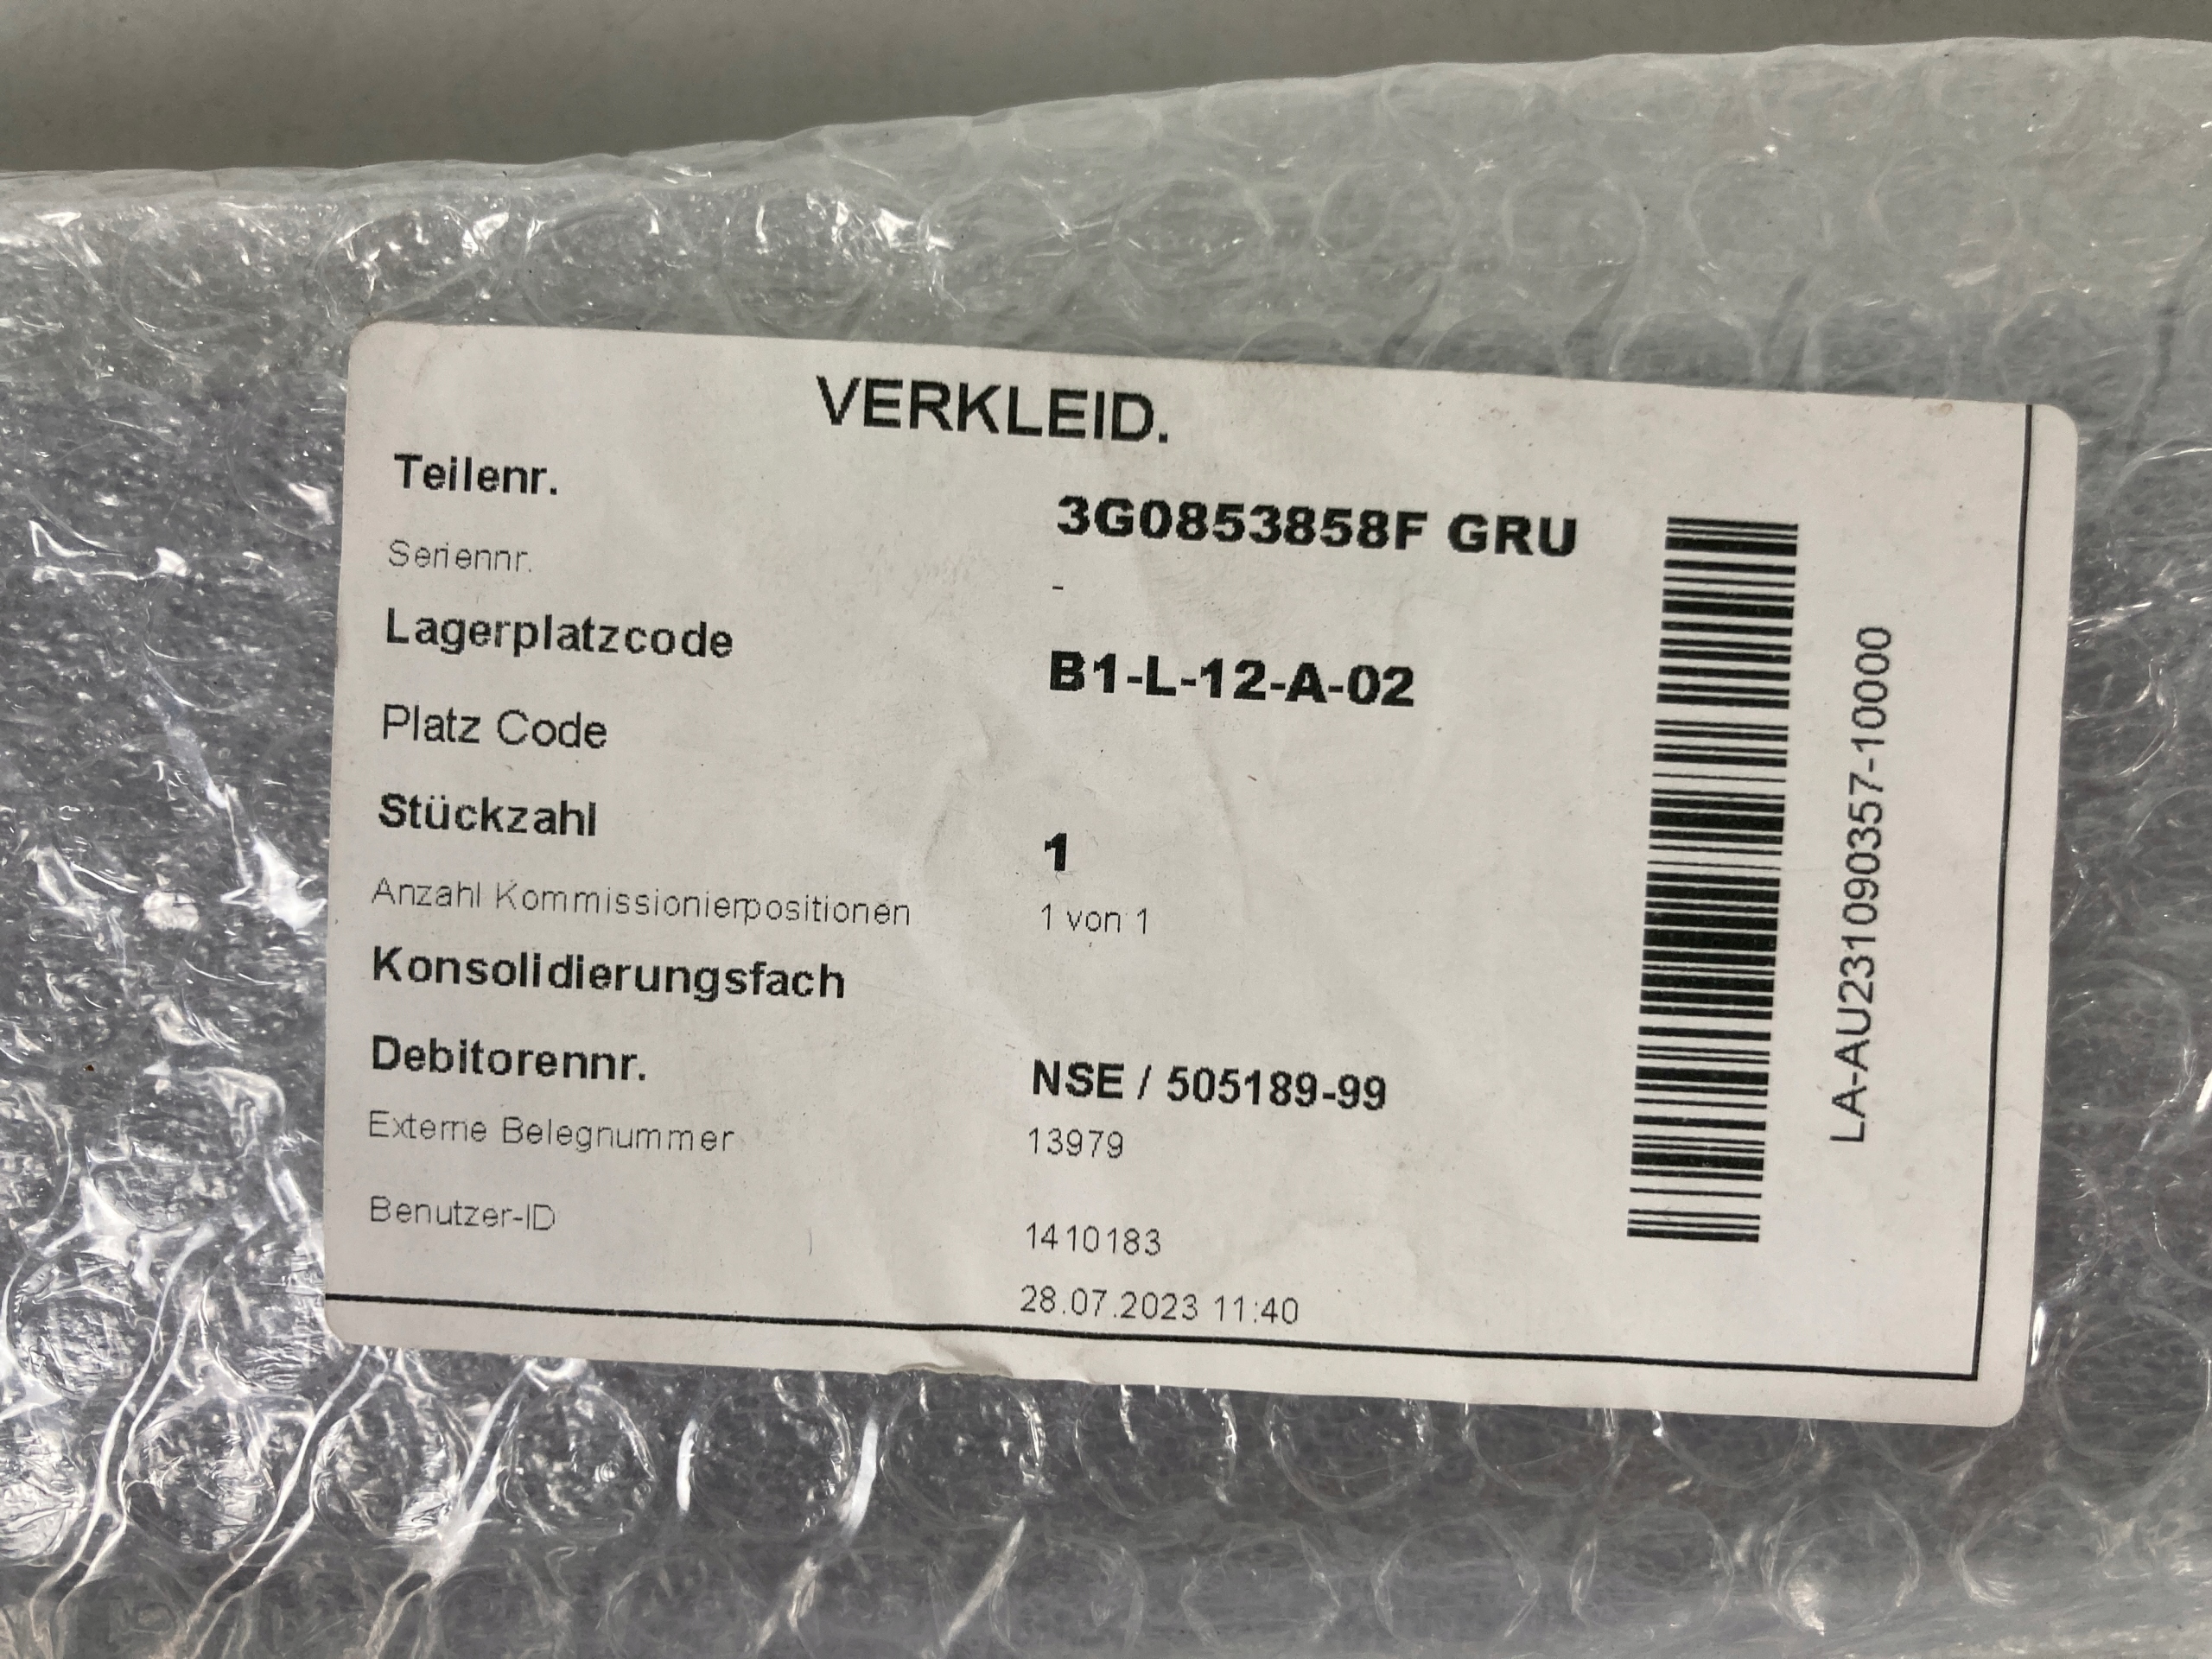 VERKLEID.
Teilenr. 3G0853858F GRU
Seriennr. -
Lagerplatzcode B1-L-12-A-02
Platz Code
Stückzahl 1
Anzahl Kommissionierpositionen 1 von 1
Konsolidierungsfach
Debitorennr. NSE / 505189-99
Externe Belegnummer 13979
Benutzer-ID 1410183
28.07.2023 11:40
LA-AU231090357-10000